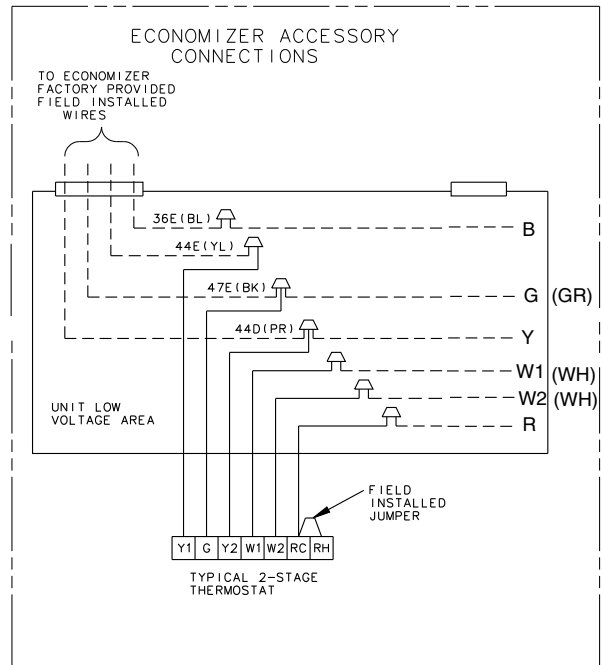 ECONOMIZER ACCESSORY
CONNECTIONS
TO ECONOMIZER
FACTORY PROVIDED
FIELD INSTALLED
WIRES
36E(BL)
B
44E(YL)
47E(BK)
G (GR)
44D(PR)
Y
W1 (WH)
W2 (WH)
R
UNIT LOW
VOLTAGE AREA
FIELD
INSTALLED
JUMPER
Y1 G Y2 W1 W2 RC RH
TYPICAL 2-STAGE
THERMOSTAT